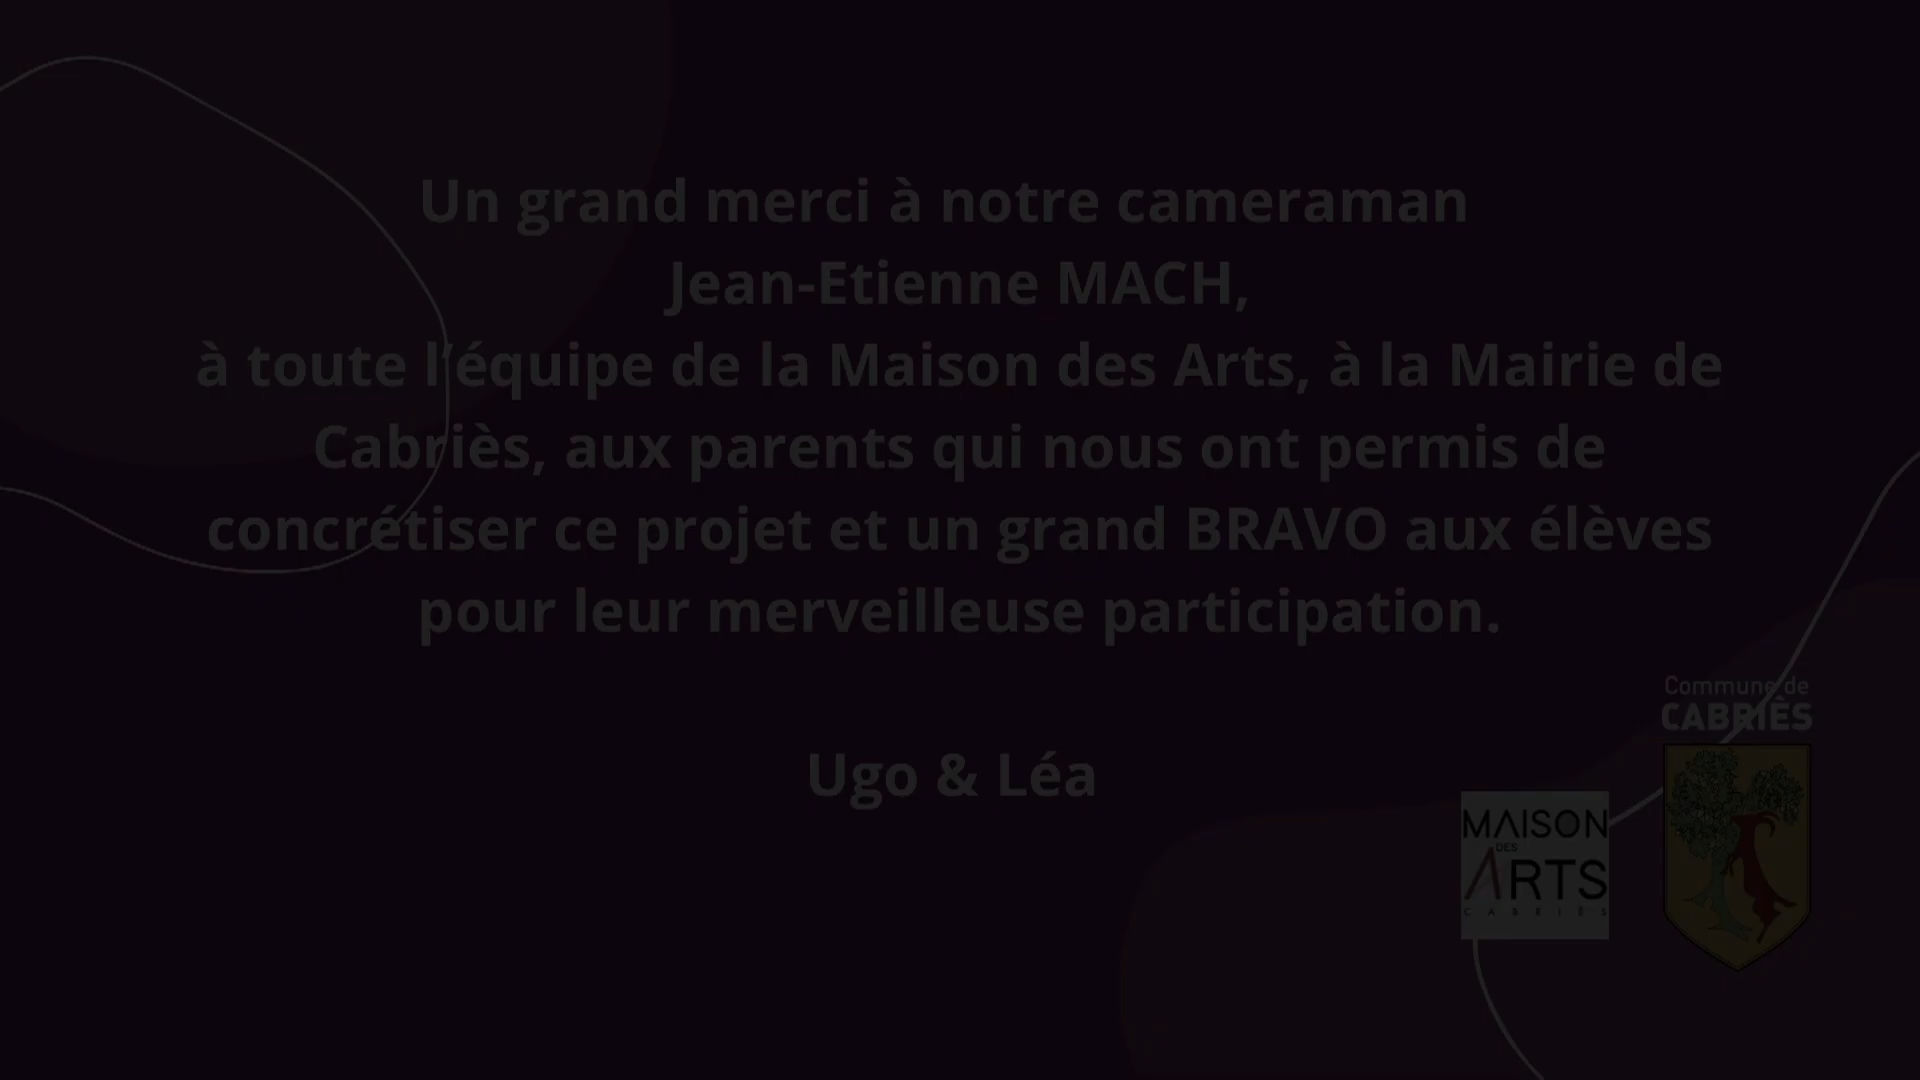 Un grand merci à notre cameraman
Jean-Etienne MACH,
à toute l'équipe de la Maison des Arts, à la Mairie de
Cabriès, aux parents qui nous ont permis de
concrétiser ce projet et un grand BRAVO aux élèves
pour leur merveilleuse participation.
Ugo & Léa
Commune de
CABRIÈS
MAISON
DES
ARTS
CABRIÈS